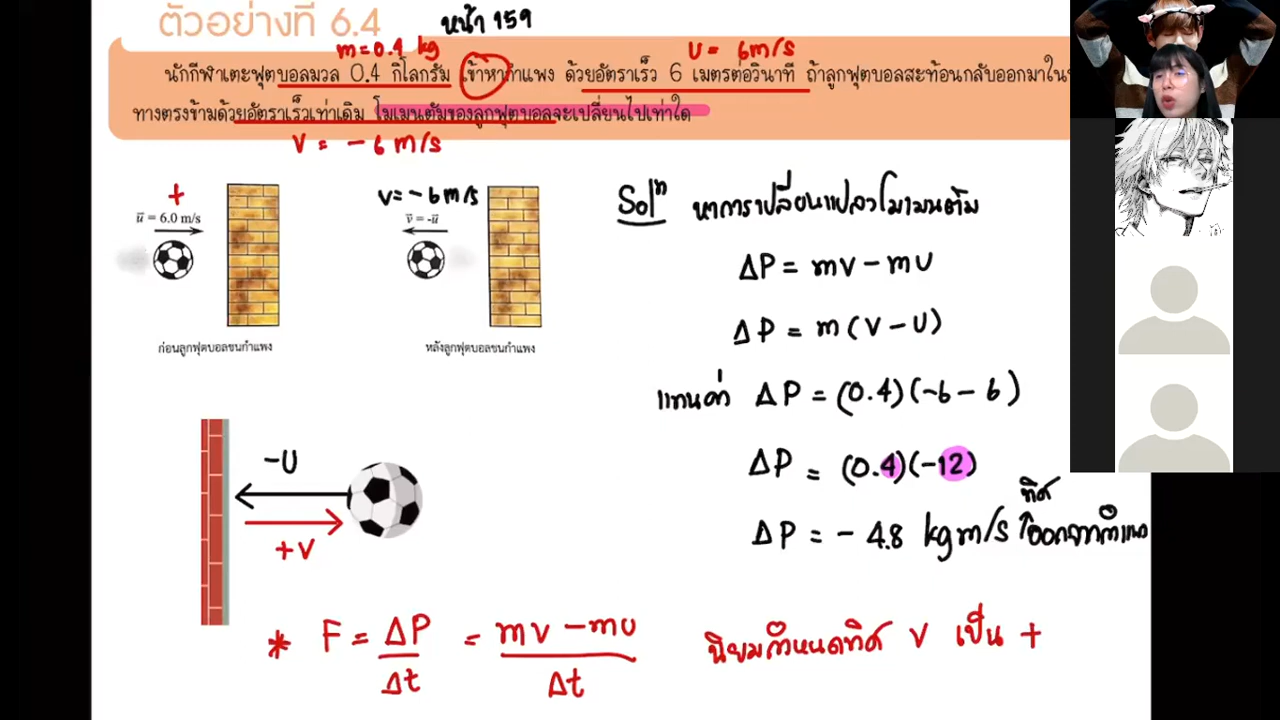 ตัวอย่างที่ 6.4 หน้า 159
m = 0.4 kg u = 6m/s
นักกีฬาเตะฟุตบอลมวล 0.4 กิโลกรัม เข้าหากำแพง ด้วยอัตราเร็ว 6 เมตรต่อวินาที ถ้าลูกฟุตบอลสะท้อนกลับออกมาใน
ทางตรงข้ามด้วยอัตราเร็วเท่าเดิม โมเมนตัมของลูกฟุตบอลจะเปลี่ยนไปเท่าใด
v = - 6 m/s
+
u = 6.0 m/s
ก่อนลูกฟุตบอลชนกำแพง
v = - 6 m/s
v = -u
หลังลูกฟุตบอลชนกำแพง
Solⁿ หาการเปลี่ยนแปลงโมเมนตัม
ΔP = mv - mu
ΔP = m (v - u)
แทนค่า ΔP = (0.4)(-6 - 6)
ΔP = (0.4)(-12)
ΔP = - 4.8 kg m/s ทิศ
ออกจากกำแพง
-u
+v
* F = ΔP/Δt = mv - mu/Δt นิยมกำหนดทิศ v เป็น +